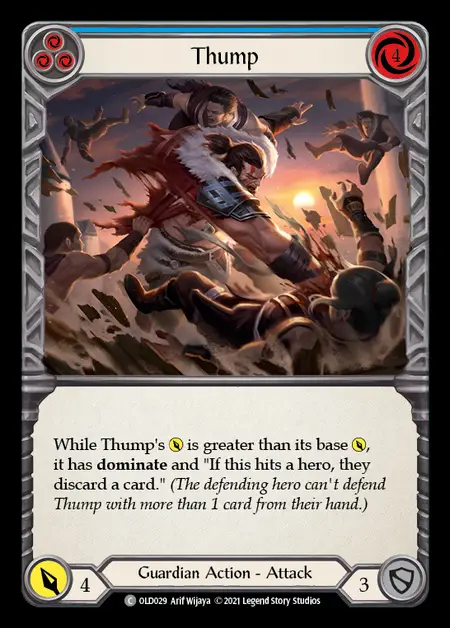 Thump
4
While Thump's is greater than its base ,
it has dominate and "If this hits a hero, they
discard a card." (The defending hero can't defend
Thump with more than 1 card from their hand.)
4
Guardian Action - Attack
3
C OLD029 Arif Wijaya © 2021 Legend Story Studios